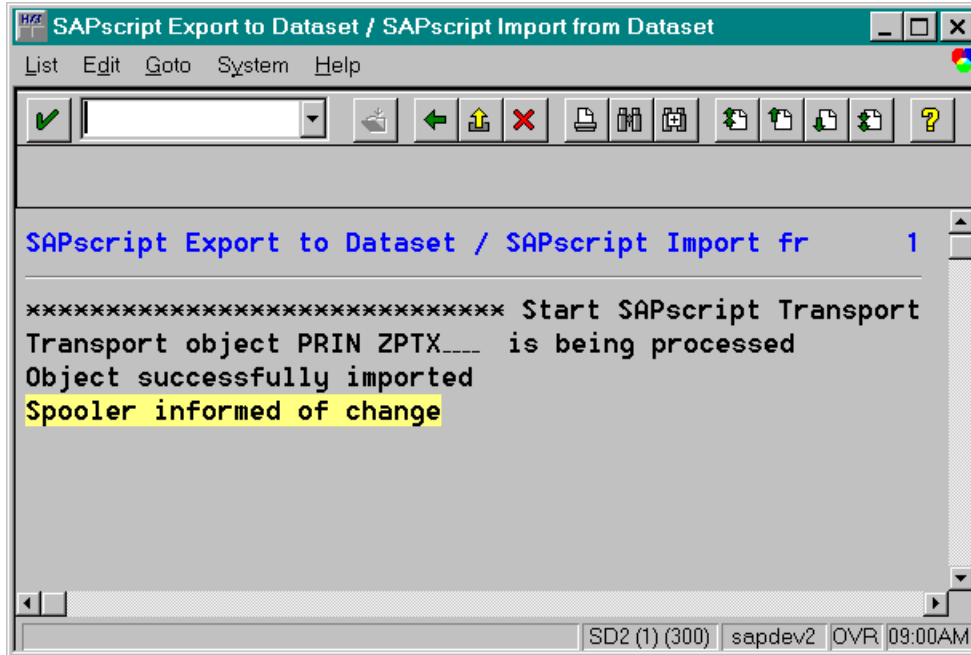 SAPscript Export to Dataset / SAPscript Import from Dataset
List Edit Goto System Help
SAPscript Export to Dataset / SAPscript Import fr 1
****************************** Start SAPscript Transport
Transport object PRIN ZPTX____ is being processed
Object successfully imported
Spooler informed of change
SD2 (1) (300) sapdev2 OVR 09:00AM